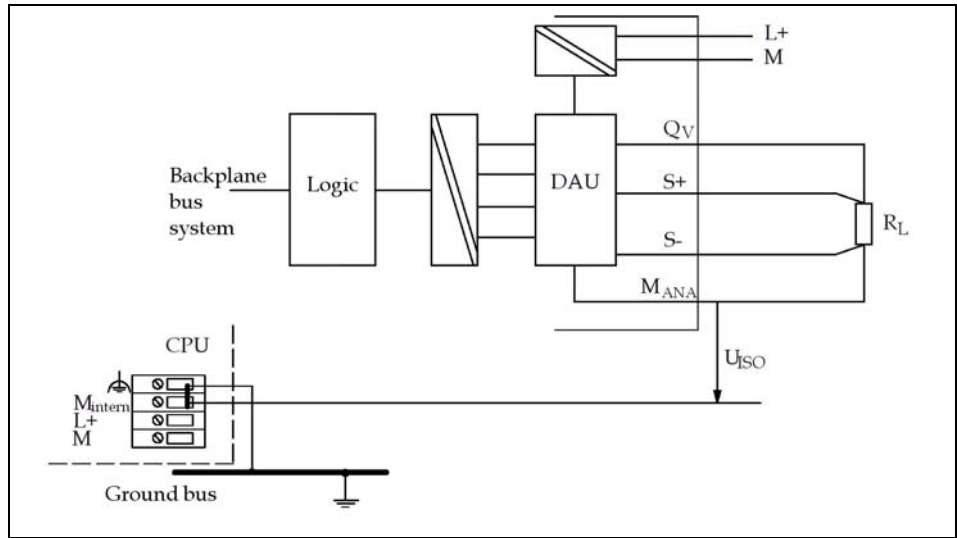 L+
M
Backplane
bus
system
Logic
DAU
QV
S+
S-
RL
MANA
UISO
CPU
Mintern
L+
M
Ground bus